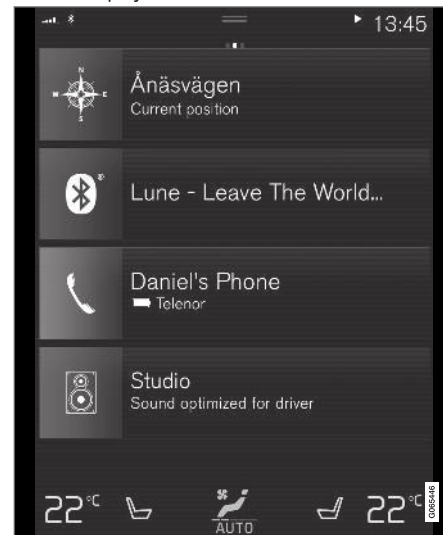 13:45
N
W E
S
Ånäsvägen
Current position
Lune - Leave The World...
Daniel's Phone
Telenor
Studio
Sound optimized for driver
22°C
AUTO
22°C
G065446